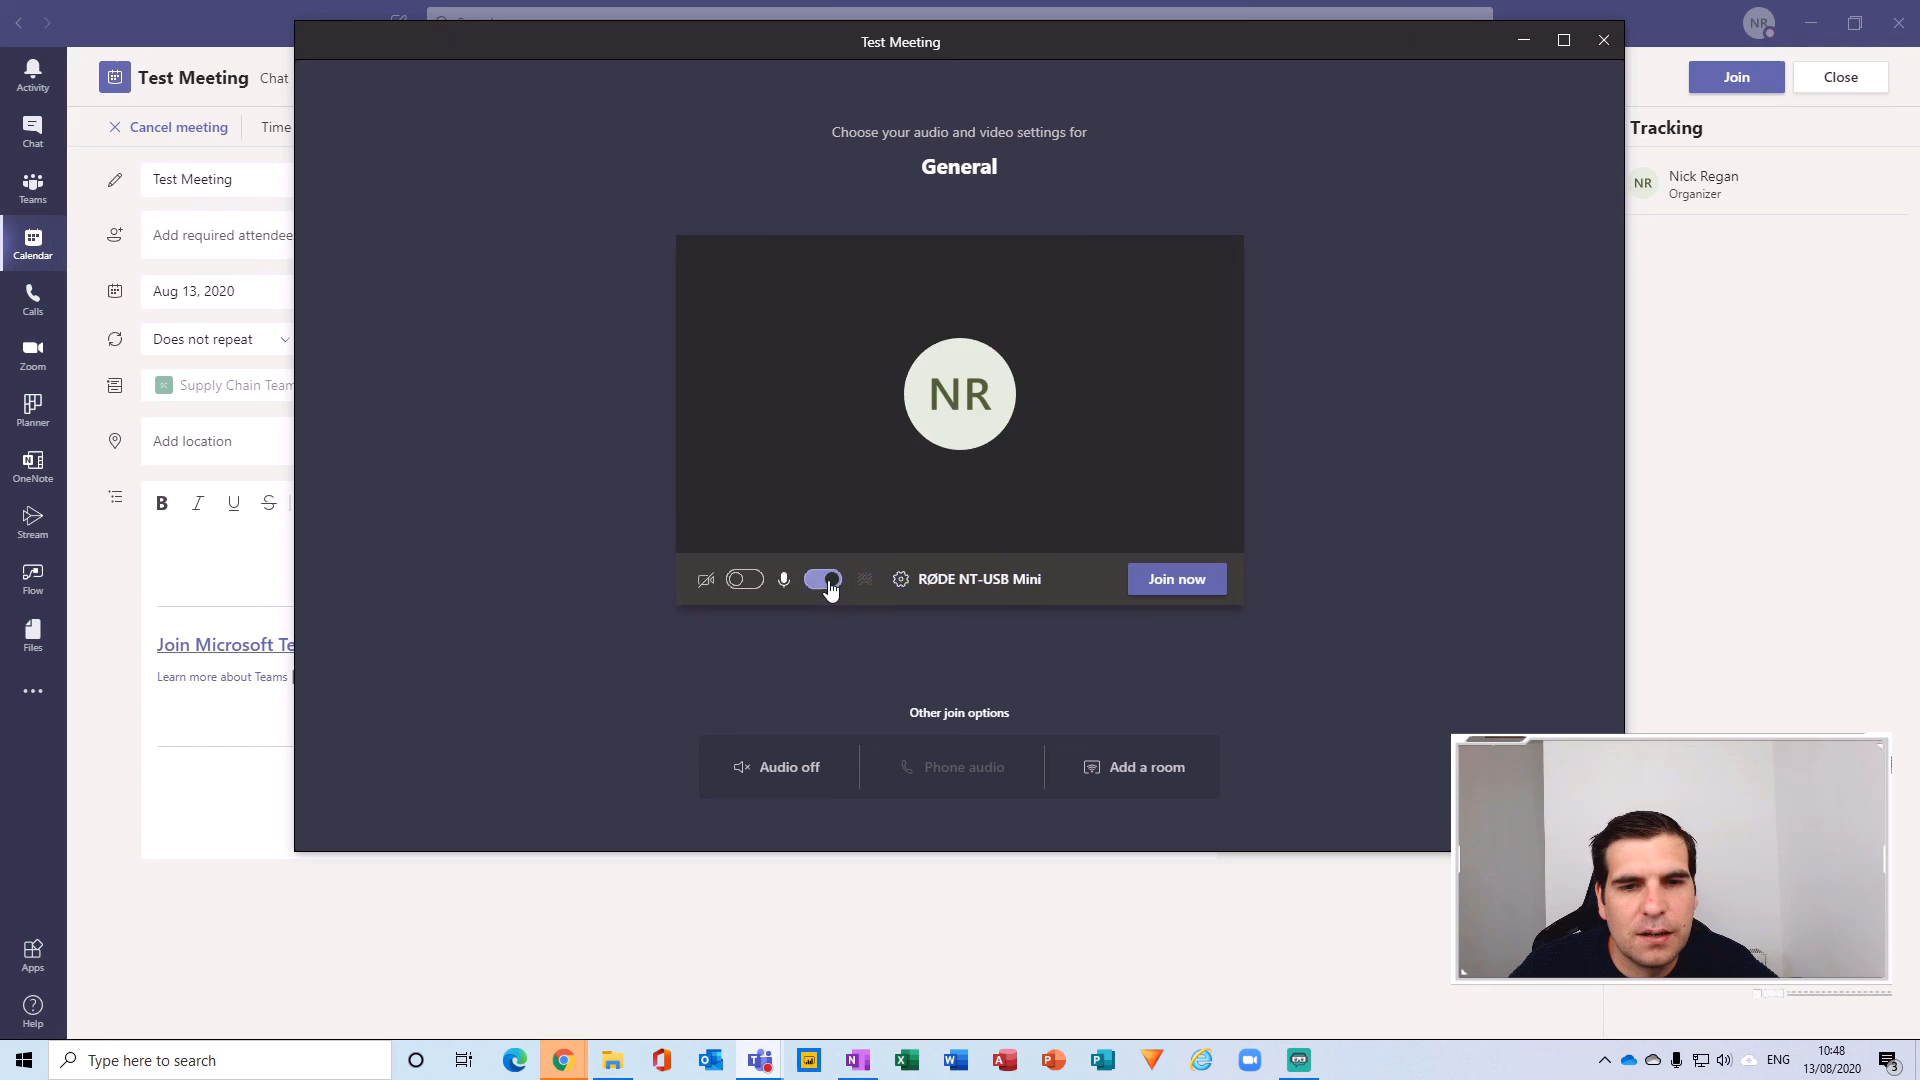 NR
Test Meeting
Activity
Chat
Teams
Calendar
Calls
Zoom
Planner
OneNote
Stream
Flow
Files
Apps
Help
Test Meeting
Chat
Join
Close
Cancel meeting
Time
Tracking
Test Meeting
Add required attendee
Aug 13, 2020
Does not repeat
Supply Chain Team
Add location
B I U S
Join Microsoft Te
Learn more about Teams |
NR
Nick Regan
Organizer
Choose your audio and video settings for
General
NR
RØDE NT-USB Mini
Join now
Other join options
Audio off
Phone audio
Add a room
Type here to search
ENG
10:48
13/08/2020
3